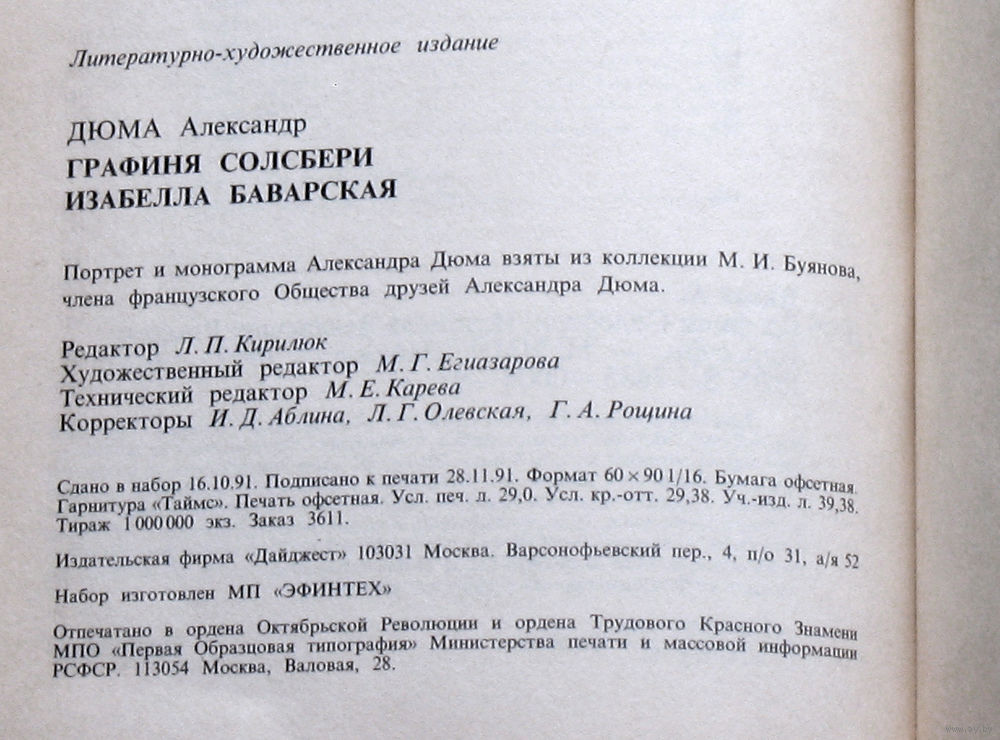 Литературно-художественное издание
ДЮМА Александр
ГРАФИНЯ СОЛСБЕРИ
ИЗАБЕЛЛА БАВАРСКАЯ
Портрет и монограмма Александра Дюма взяты из коллекции М. И. Буянова,
члена французского Общества друзей Александра Дюма.
Редактор Л. П. Кирилюк
Художественный редактор М. Г. Егиазарова
Технический редактор М. Е. Карева
Корректоры И. Д. Аблина, Л. Г. Олевская, Г. А. Рощина
Сдано в набор 16.10.91. Подписано к печати 28.11.91. Формат 60 × 90 1/16. Бумага офсетная.
Гарнитура «Таймс». Печать офсетная. Усл. печ. л. 29,0. Усл. кр.-отт. 29,38. Уч.-изд. л. 39,38.
Тираж 1 000 000 экз. Заказ 3611.
Издательская фирма «Дайджест» 103031 Москва. Варсонофьевский пер., 4, п/о 31, а/я 52
Набор изготовлен МП «ЭФИНТЕХ»
Отпечатано в ордена Октябрьской Революции и ордена Трудового Красного Знамени
МПО «Первая Образцовая типография» Министерства печати и массовой информации
РСФСР. 113054 Москва, Валовая, 28.
www.ay.by